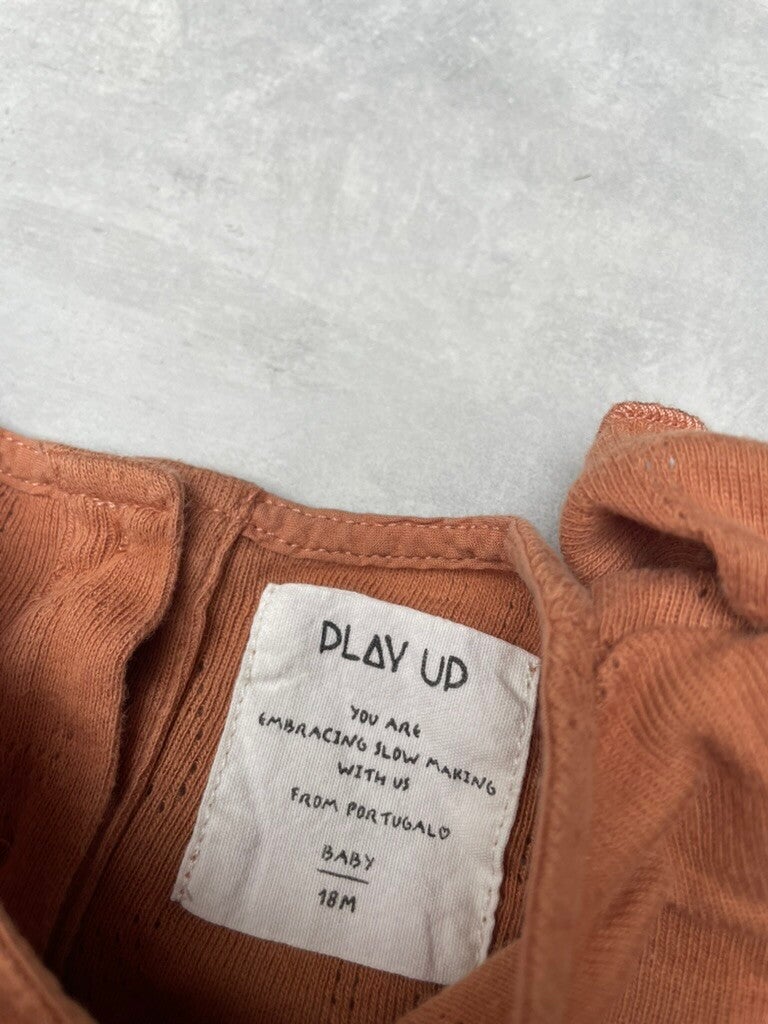 PLAY UP
YOU ARE
EMBRACING SLOW MAKING
WITH US
FROM PORTUGAL♡
BABY
18M